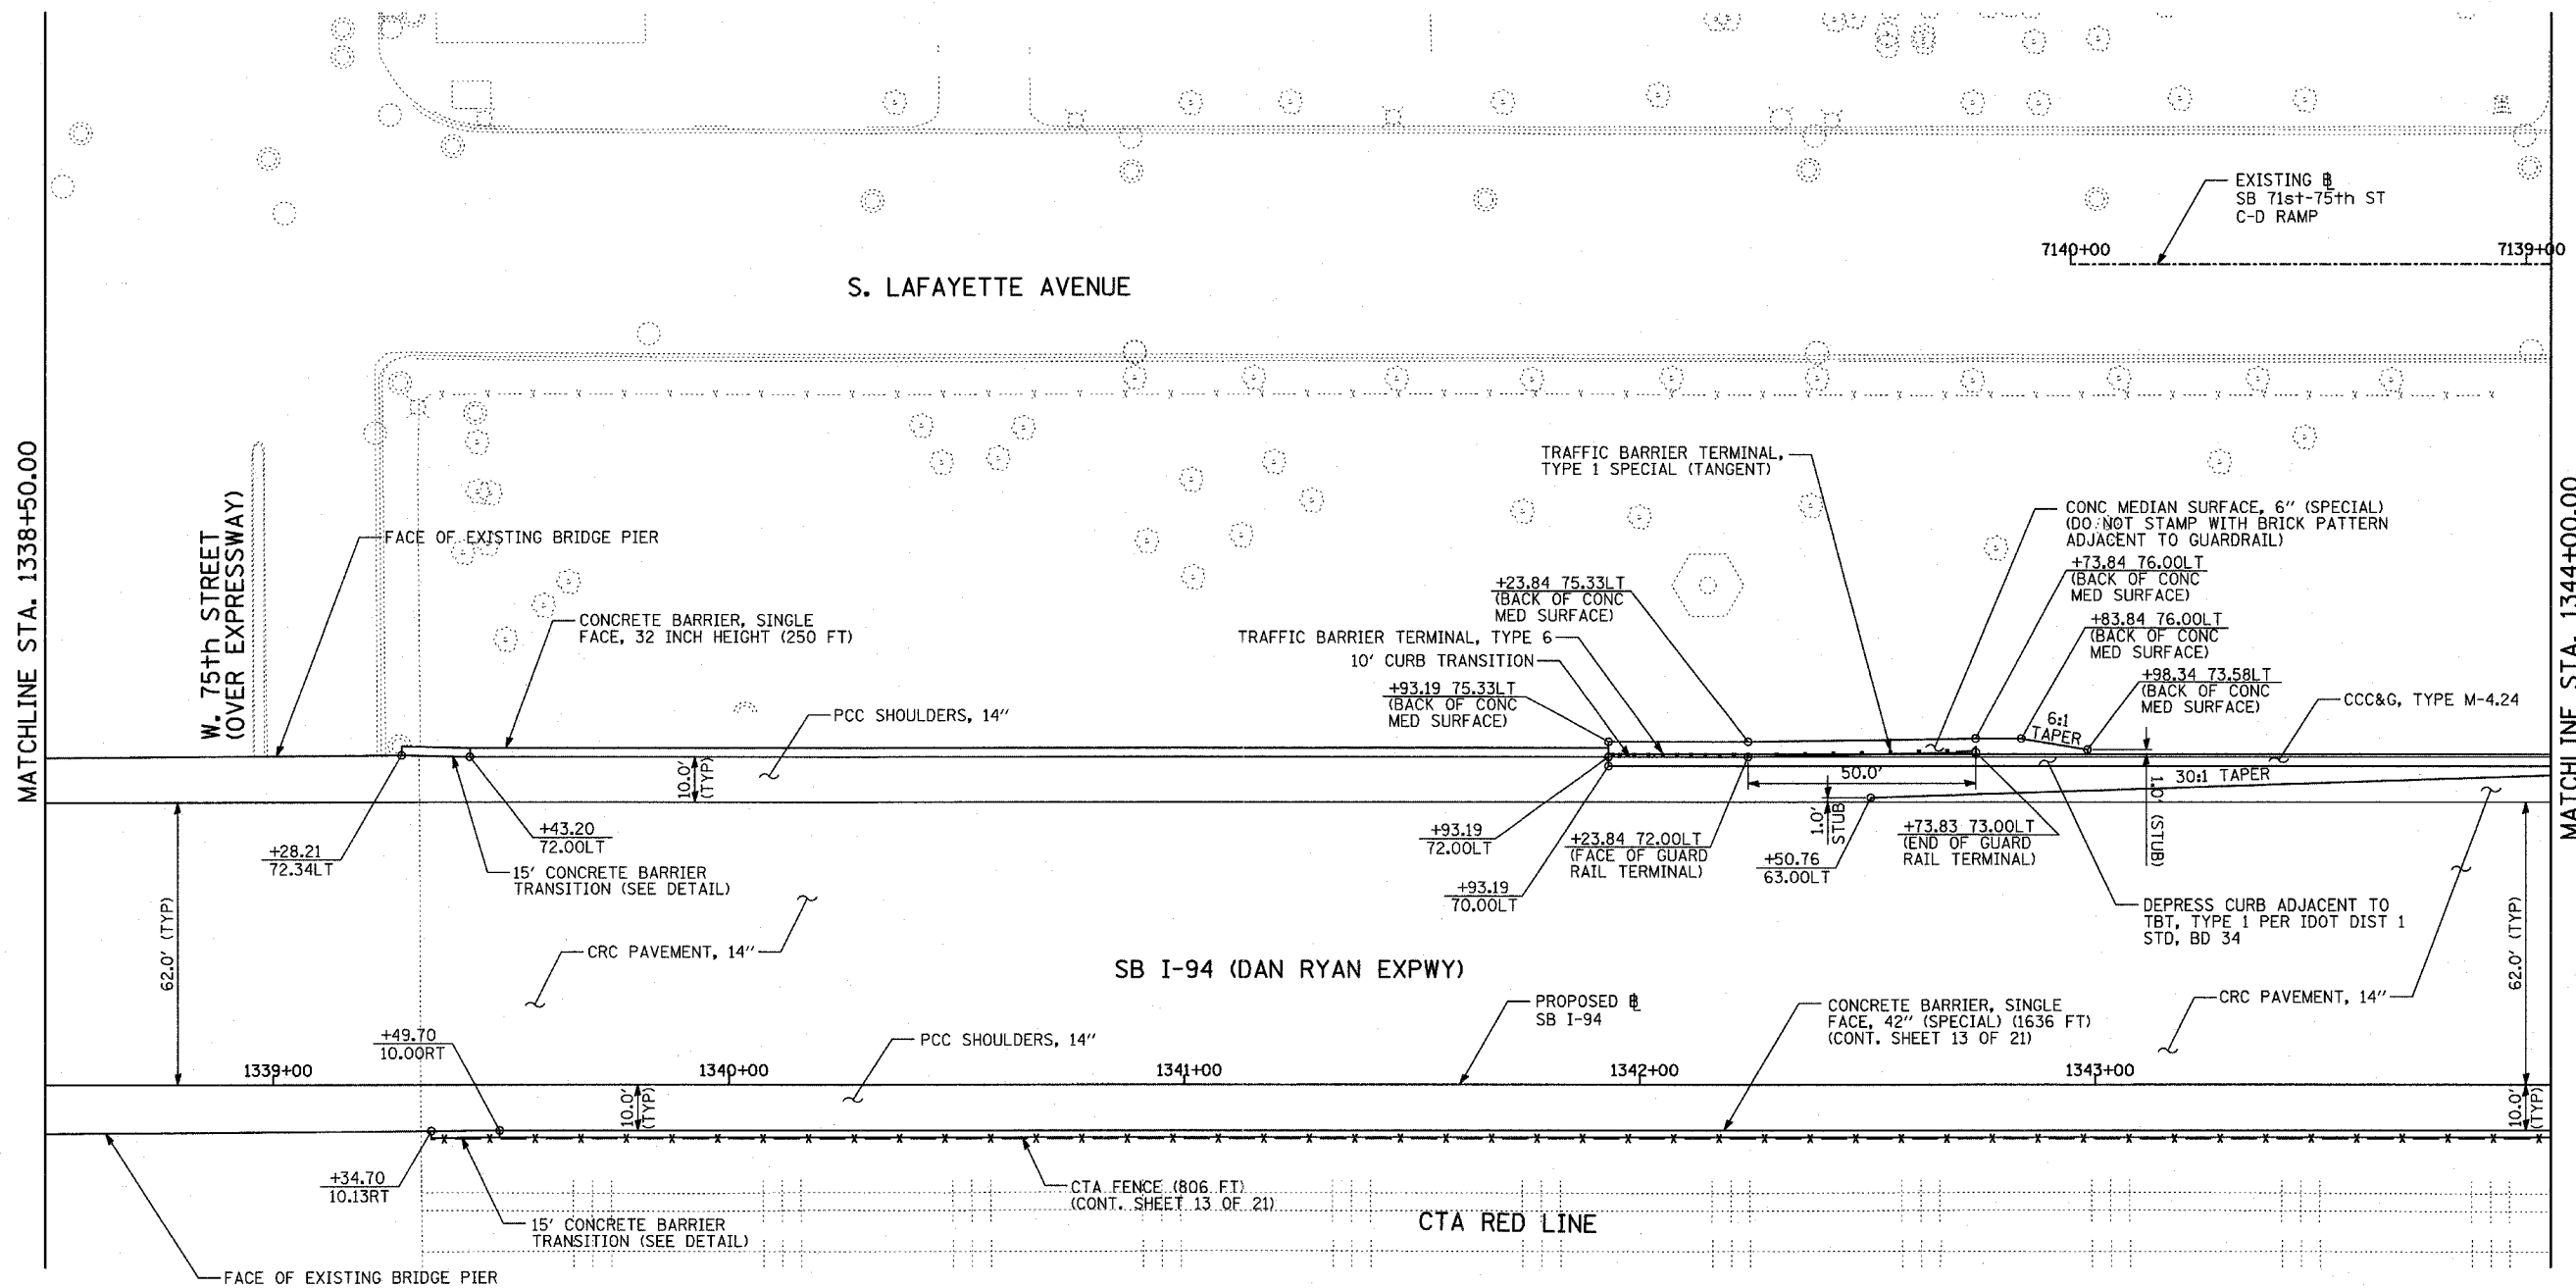 EXISTING ℄
SB 71st-75th ST
C-D RAMP
7140+00
7139+00
S. LAFAYETTE AVENUE
MATCHLINE STA. 1338+50.00
MATCHLINE STA. 1344+00.00
W. 75th STREET
(OVER EXPRESSWAY)
FACE OF EXISTING BRIDGE PIER
TRAFFIC BARRIER TERMINAL,
TYPE 1 SPECIAL (TANGENT)
CONC MEDIAN SURFACE, 6" (SPECIAL)
(DO NOT STAMP WITH BRICK PATTERN
ADJACENT TO GUARDRAIL)
+73.84 76.00LT
(BACK OF CONC
MED SURFACE)
+23.84 75.33LT
(BACK OF CONC
MED SURFACE)
CONCRETE BARRIER, SINGLE
FACE, 32 INCH HEIGHT (250 FT)
+83.84 76.00LT
(BACK OF CONC
MED SURFACE)
TRAFFIC BARRIER TERMINAL, TYPE 6
10' CURB TRANSITION
+93.19 75.33LT
(BACK OF CONC
MED SURFACE)
+98.34 73.58LT
(BACK OF CONC
MED SURFACE)
CCC&G, TYPE M-4.24
6:1
TAPER
PCC SHOULDERS, 14"
10.0'
(TYP)
50.0'
30:1 TAPER
1.0'
STUB
1.0' (STUB)
+28.21
72.34LT
+43.20
72.00LT
15' CONCRETE BARRIER
TRANSITION (SEE DETAIL)
+93.19
72.00LT
+93.19
70.00LT
+23.84 72.00LT
(FACE OF GUARD
RAIL TERMINAL)
+50.76
63.00LT
+73.83 73.00LT
(END OF GUARD
RAIL TERMINAL)
DEPRESS CURB ADJACENT TO
TBT, TYPE 1 PER IDOT DIST 1
STD, BD 34
62.0' (TYP)
62.0' (TYP)
CRC PAVEMENT, 14"
SB I-94 (DAN RYAN EXPWY)
PROPOSED ℄
SB I-94
CONCRETE BARRIER, SINGLE
FACE, 42" (SPECIAL) (1636 FT)
(CONT. SHEET 13 OF 21)
CRC PAVEMENT, 14"
+49.70
10.00RT
PCC SHOULDERS, 14"
1339+00
1340+00
1341+00
1342+00
1343+00
10.0'
(TYP)
10.0'
(TYP)
+34.70
10.13RT
15' CONCRETE BARRIER
TRANSITION (SEE DETAIL)
CTA FENCE (806 FT)
(CONT. SHEET 13 OF 21)
CTA RED LINE
FACE OF EXISTING BRIDGE PIER